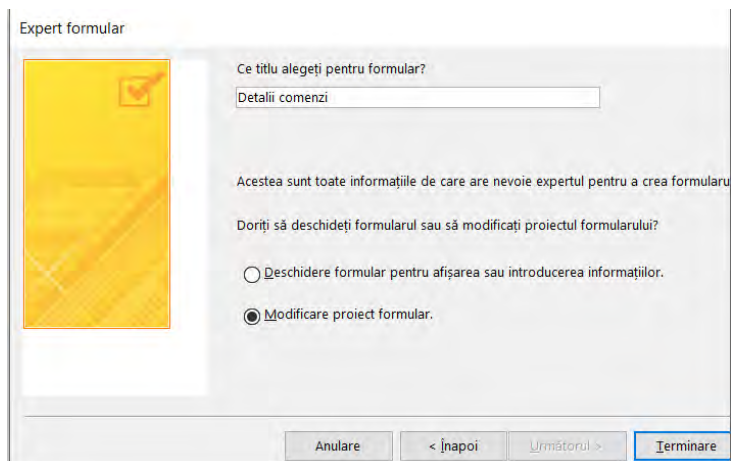 Expert formular
Ce titlu alegeți pentru formular?
Detalii comenzi
Acestea sunt toate informațiile de care are nevoie expertul pentru a crea formularu
Doriți să deschideți formularul sau să modificați proiectul formularului?
Deschidere formular pentru afișarea sau introducerea informațiilor.
Modificare proiect formular.
Anulare < Înapoi Următorul > Terminare